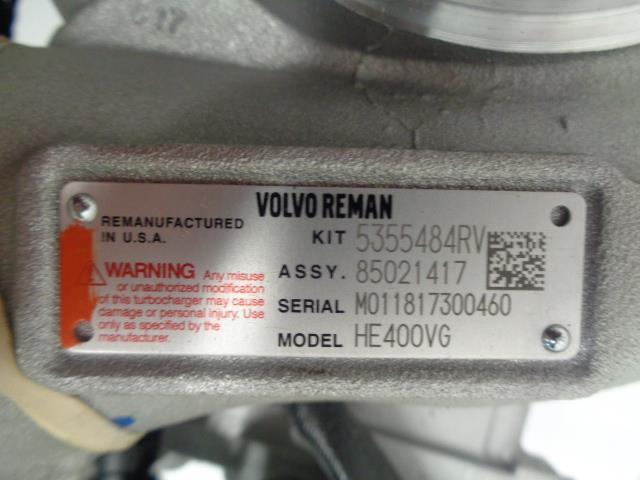 C17
VOLVO REMAN
REMANUFACTURED
IN U.S.A.
KIT 5355484RV
ASSY. 85021417
SERIAL M011817300460
MODEL HE400VG
WARNING Any misuse
or unauthorized modification
of this turbocharger may cause
damage or personal injury. Use
only as specified by the
manufacturer.